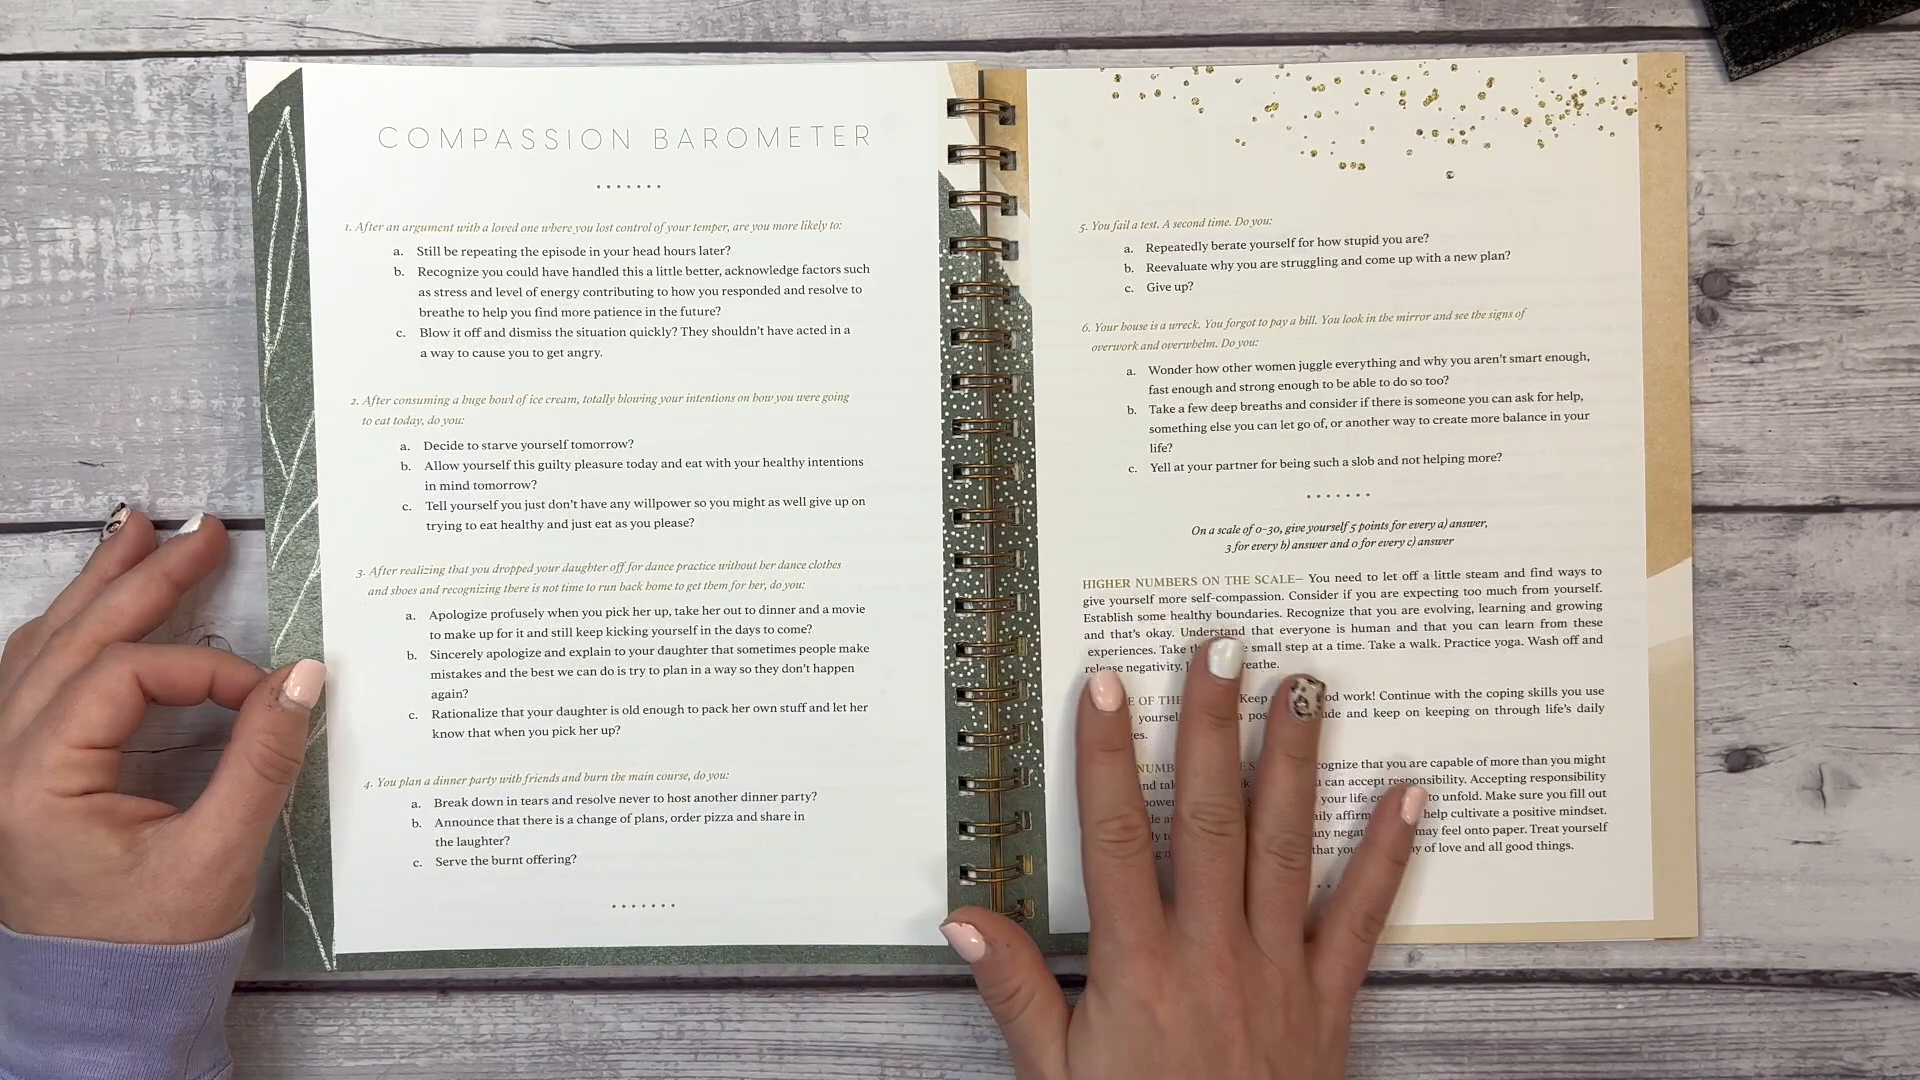 COMPASSION BAROMETER
1. After an argument with a loved one where you lost control of your temper, are you more likely to:
a. Still be repeating the episode in your head hours later?
b. Recognize you could have handled this a little better, acknowledge factors such
as stress and level of energy contributing to how you responded and resolve to
breathe to help you find more patience in the future?
c. Blow it off and dismiss the situation quickly? They shouldn't have acted in a
a way to cause you to get angry.
2. After consuming a huge bowl of ice cream, totally blowing your intentions on how you were going
to eat today, do you:
a. Decide to starve yourself tomorrow?
b. Allow yourself this guilty pleasure today and eat with your healthy intentions
in mind tomorrow?
c. Tell yourself you just don't have any willpower so you might as well give up on
trying to eat healthy and just eat as you please?
3. After realizing that you dropped your daughter off for dance practice without her dance clothes
and shoes and recognizing there is not time to run back home to get them for her, do you:
a. Apologize profusely when you pick her up, take her out to dinner and a movie
to make up for it and still keep kicking yourself in the days to come?
b. Sincerely apologize and explain to your daughter that sometimes people make
mistakes and the best we can do is try to plan in a way so they don't happen
again?
c. Rationalize that your daughter is old enough to pack her own stuff and let her
know that when you pick her up?
4. You plan a dinner party with friends and burn the main course, do you:
a. Break down in tears and resolve never to host another dinner party?
b. Announce that there is a change of plans, order pizza and share in
the laughter?
c. Serve the burnt offering?
5. You fail a test. A second time. Do you:
a. Repeatedly berate yourself for how stupid you are?
b. Reevaluate why you are struggling and come up with a new plan?
c. Give up?
6. Your house is a wreck. You forgot to pay a bill. You look in the mirror and see the signs of
overwork and overwhelm. Do you:
a. Wonder how other women juggle everything and why you aren't smart enough,
fast enough and strong enough to be able to do so too?
b. Take a few deep breaths and consider if there is someone you can ask for help,
something else you can let go of, or another way to create more balance in your
life?
c. Yell at your partner for being such a slob and not helping more?
On a scale of 0-30, give yourself 5 points for every a) answer,
3 for every b) answer and 0 for every c) answer
HIGHER NUMBERS ON THE SCALE– You need to let off a little steam and find ways to
give yourself more self-compassion. Consider if you are expecting too much from yourself.
Establish some healthy boundaries. Recognize that you are evolving, learning and growing
and that's okay. Understand that everyone is human and that you can learn from these
experiences. Take small step at a time. Take a walk. Practice yoga. Wash off and
release negativity.
OF THE Keep work! Continue with the coping skills you use
yourself and keep on keeping on through life's daily
you are capable of more than you might
can accept responsibility. Accepting responsibility
your life to unfold. Make sure you fill out
help cultivate a positive mindset.
may feel onto paper. Treat yourself
that of love and all good things.